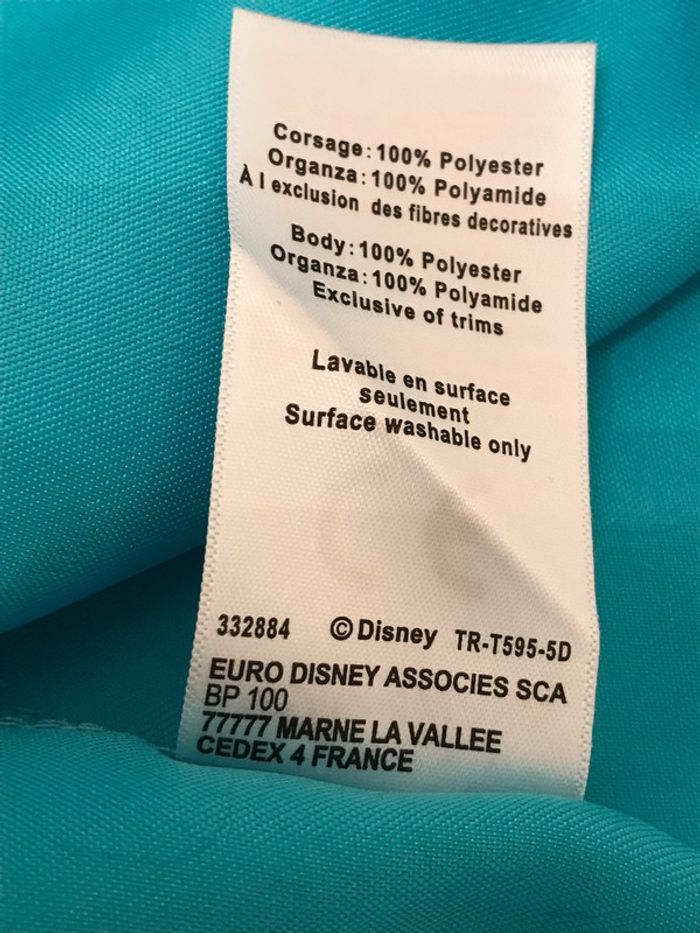 Corsage: 100% Polyester
Organza: 100% Polyamide
À l exclusion des fibres decoratives
Body: 100% Polyester
Organza: 100% Polyamide
Exclusive of trims
Lavable en surface
seulement
Surface washable only
332884 © Disney TR-T595-5D
EURO DISNEY ASSOCIES SCA
BP 100
77777 MARNE LA VALLEE
CEDEX 4 FRANCE